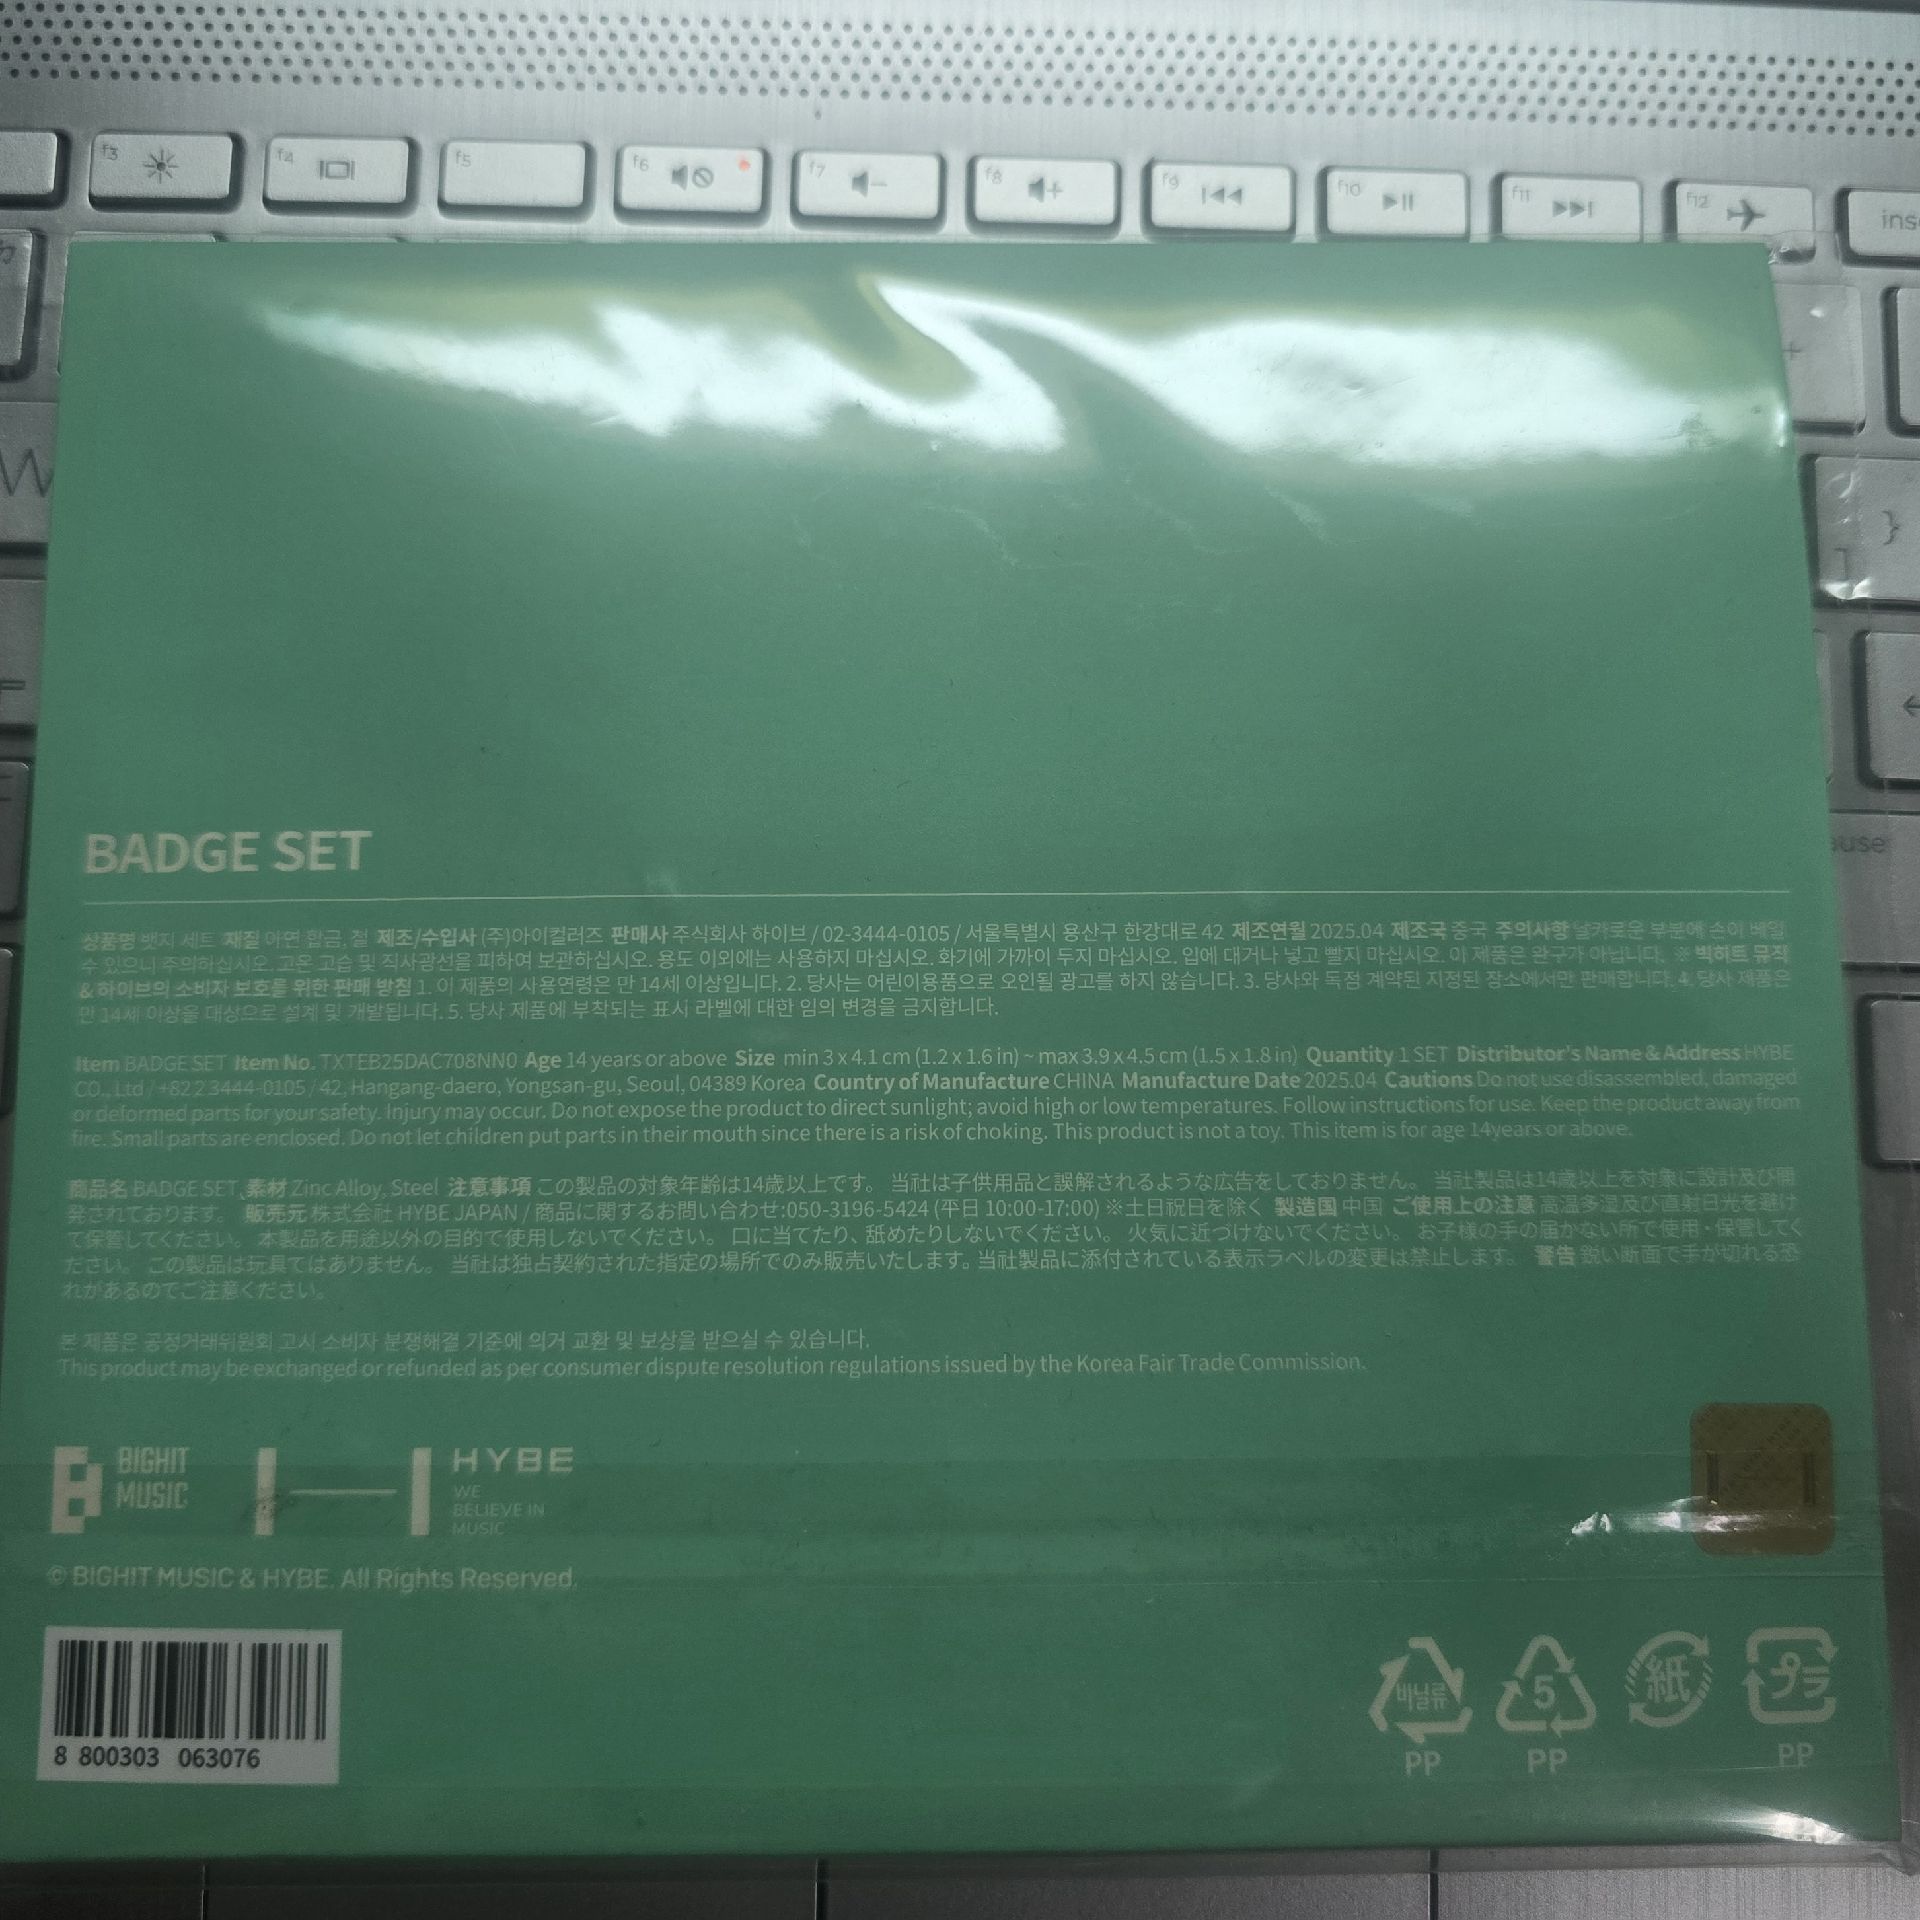 f3
f4
f5
f6
f7
f8
f9
f10
f11
f12
ins
W
+
}
]
ause
BADGE SET
상품명 뱃지 세트 재질 아연 합금, 철 제조/수입사 (주)아이컬러즈 판매사 주식회사 하이브 / 02-3444-0105 / 서울특별시 용산구 한강대로 42 제조연월 2025.04 제조국 중국 주의사항 날카로운 부분에 손이 베일
수 있으니 주의하십시오. 고온 고습 및 직사광선을 피하여 보관하십시오. 용도 이외에는 사용하지 마십시오. 화기에 가까이 두지 마십시오. 입에 대거나 넣고 빨지 마십시오. 이 제품은 완구가 아닙니다. ※ 빅히트 뮤직
& 하이브의 소비자 보호를 위한 판매 방침 1. 이 제품의 사용연령은 만 14세 이상입니다. 2. 당사는 어린이용품으로 오인될 광고를 하지 않습니다. 3. 당사와 독점 계약된 지정된 장소에서만 판매합니다. 4. 당사 제품은
만 14세 이상을 대상으로 설계 및 개발됩니다. 5. 당사 제품에 부착되는 표시 라벨에 대한 임의 변경을 금지합니다.
Item BADGE SET Item No. TXTEB25DAC708NN0 Age 14 years or above Size min 3 x 4.1 cm (1.2 x 1.6 in) ~ max 3.9 x 4.5 cm (1.5 x 1.8 in) Quantity 1 SET Distributor's Name & Address HYBE
CO., Ltd / +82 2 3444-0105 / 42, Hangang-daero, Yongsan-gu, Seoul, 04389 Korea Country of Manufacture CHINA Manufacture Date 2025.04 Cautions Do not use disassembled, damaged
or deformed parts for your safety. Injury may occur. Do not expose the product to direct sunlight; avoid high or low temperatures. Follow instructions for use. Keep the product away from
fire. Small parts are enclosed. Do not let children put parts in their mouth since there is a risk of choking. This product is not a toy. This item is for age 14years or above.
商品名 BADGE SET 素材 Zinc Alloy, Steel 注意事項 この製品の対象年齢は14歳以上です。 当社は子供用品と誤解されるような広告をしておりません。 当社製品は14歳以上を対象に設計及び開
発されております。 販売元 株式会社 HYBE JAPAN / 商品に関するお問い合わせ:050-3196-5424 (平日 10:00-17:00) ※土日祝日を除く 製造国 中国 ご使用上の注意 高温多湿及び直射日光を避け
て保管してください。 本製品を用途以外の目的で使用しないでください。 口に当てたり、舐めたりしないでください。 火気に近づけないでください。 お子様の手の届かない所で使用・保管してく
ださい。 この製品は玩具ではありません。 当社は独占契約された指定の場所でのみ販売いたします。当社製品に添付されている表示ラベルの変更は禁止します。 警告 鋭い断面で手が切れる恐
れがあるのでご注意ください。
본 제품은 공정거래위원회 고시 소비자 분쟁해결 기준에 의거 교환 및 보상을 받으실 수 있습니다.
This product may be exchanged or refunded as per consumer dispute resolution regulations issued by the Korea Fair Trade Commission.
BIGHIT
MUSIC
HYBE
WE
BELIEVE IN
MUSIC
© BIGHIT MUSIC & HYBE. All Rights Reserved.
8 800303 063076
비닐류
PP
5
PP
紙
プラ
PP